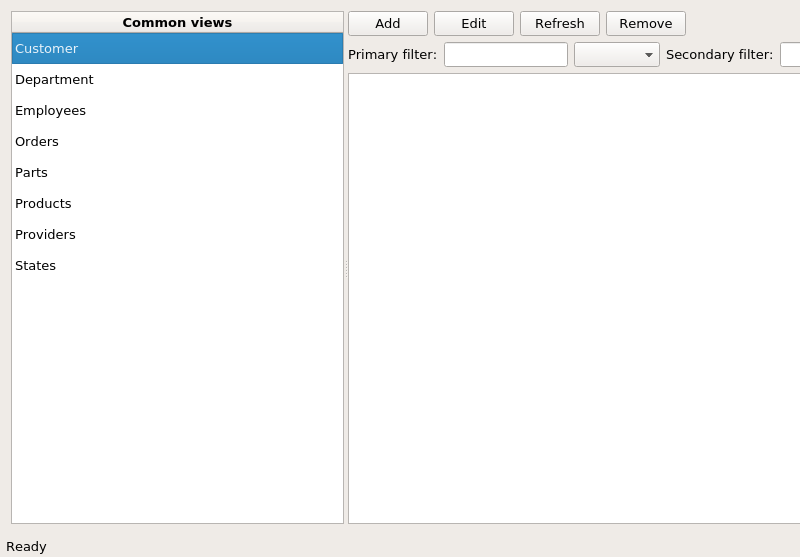 Common views
Customer
Department
Employees
Orders
Parts
Products
Providers
States
Add Edit Refresh Remove
Primary filter: Secondary filter:
Ready